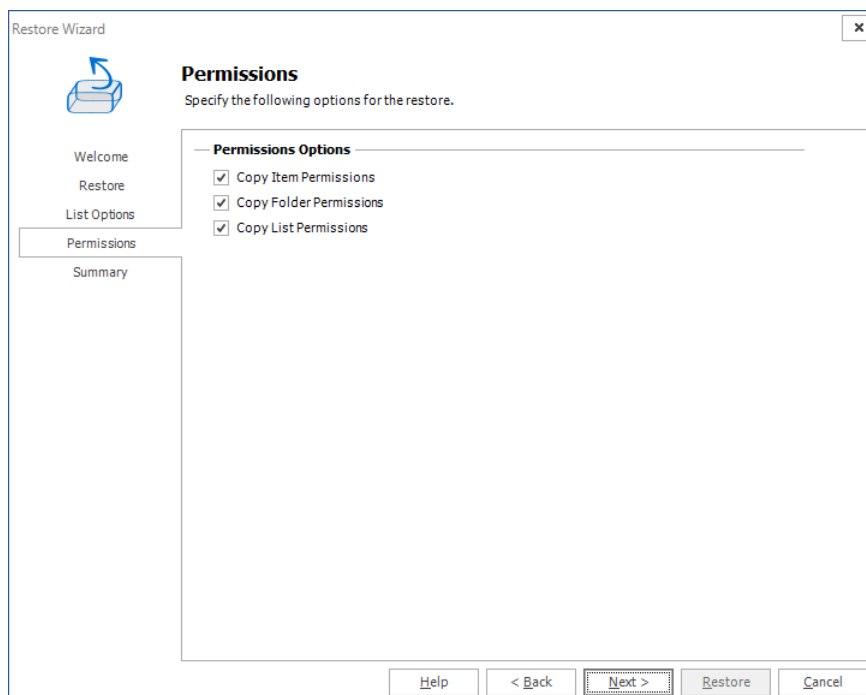 Restore Wizard
Permissions
Specify the following options for the restore.
Welcome
Restore
List Options
Permissions
Summary
Permissions Options
Copy Item Permissions
Copy Folder Permissions
Copy List Permissions
Help
< Back
Next >
Restore
Cancel